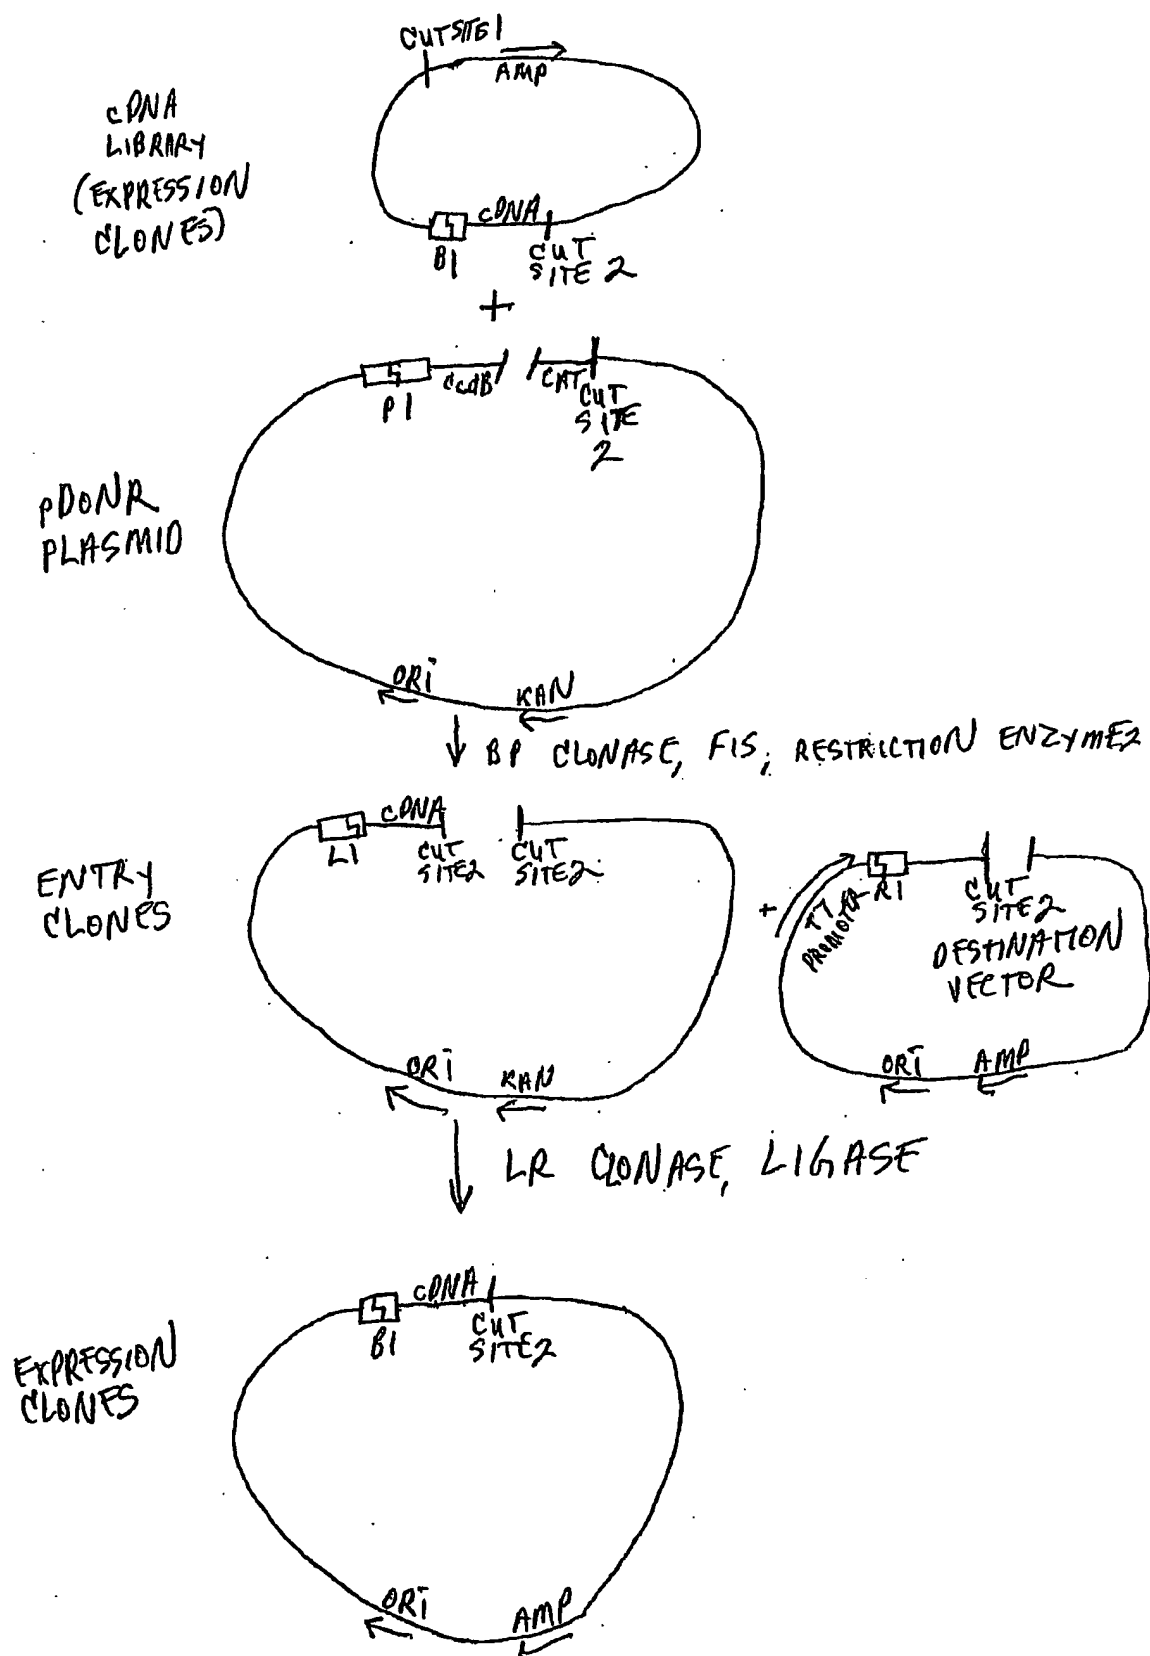 CUTSITE1
AMP
cDNA
LIBRARY
(EXPRESSION
CLONES)
cDNA
B1
CUT
SITE 2
+
P1
CcdB
CAT
CUT
SITE
2
pDONR
PLASMID
ORI
KAN
BP CLONASE, FIS, RESTRICTION ENZYME2
ENTRY
CLONES
L1
cDNA
CUT
SITE2
CUT
SITE2
ORI
KAN
+
T7
PROMOTER
R1
CUT
SITE2
DESTINATION
VECTOR
ORI
AMP
LR CLONASE, LIGASE
EXPRESSION
CLONES
B1
cDNA
CUT
SITE2
ORI
AMP